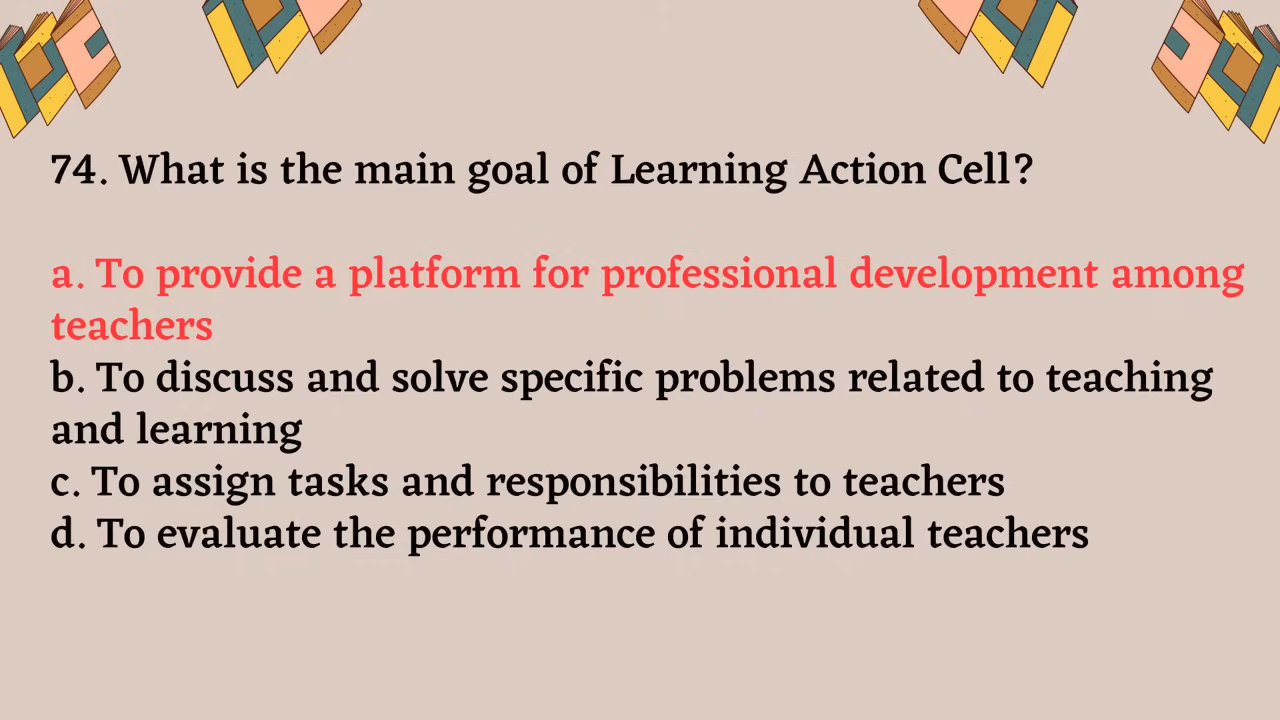 74. What is the main goal of Learning Action Cell?
a. To provide a platform for professional development among
teachers
b. To discuss and solve specific problems related to teaching
and learning
c. To assign tasks and responsibilities to teachers
d. To evaluate the performance of individual teachers